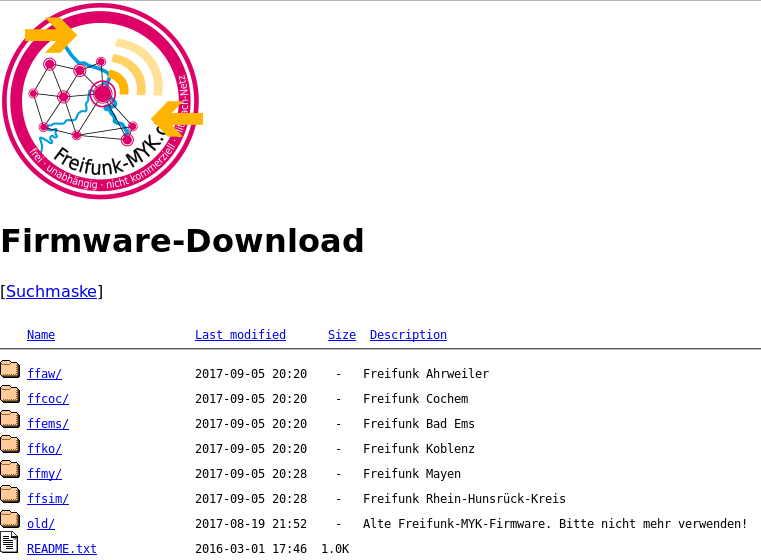 Freifunk-MYK.
frei · unabhängig · nicht kommerziell ·
Firmware-Download
[Suchmaske]
Name Last modified Size Description
ffaw/ 2017-09-05 20:20 - Freifunk Ahrweiler
ffcoc/ 2017-09-05 20:20 - Freifunk Cochem
ffems/ 2017-09-05 20:20 - Freifunk Bad Ems
ffko/ 2017-09-05 20:20 - Freifunk Koblenz
ffmy/ 2017-09-05 20:28 - Freifunk Mayen
ffsim/ 2017-09-05 20:28 - Freifunk Rhein-Hunsrück-Kreis
old/ 2017-08-19 21:52 - Alte Freifunk-MYK-Firmware. Bitte nicht mehr verwenden!
README.txt 2016-03-01 17:46 1.0K